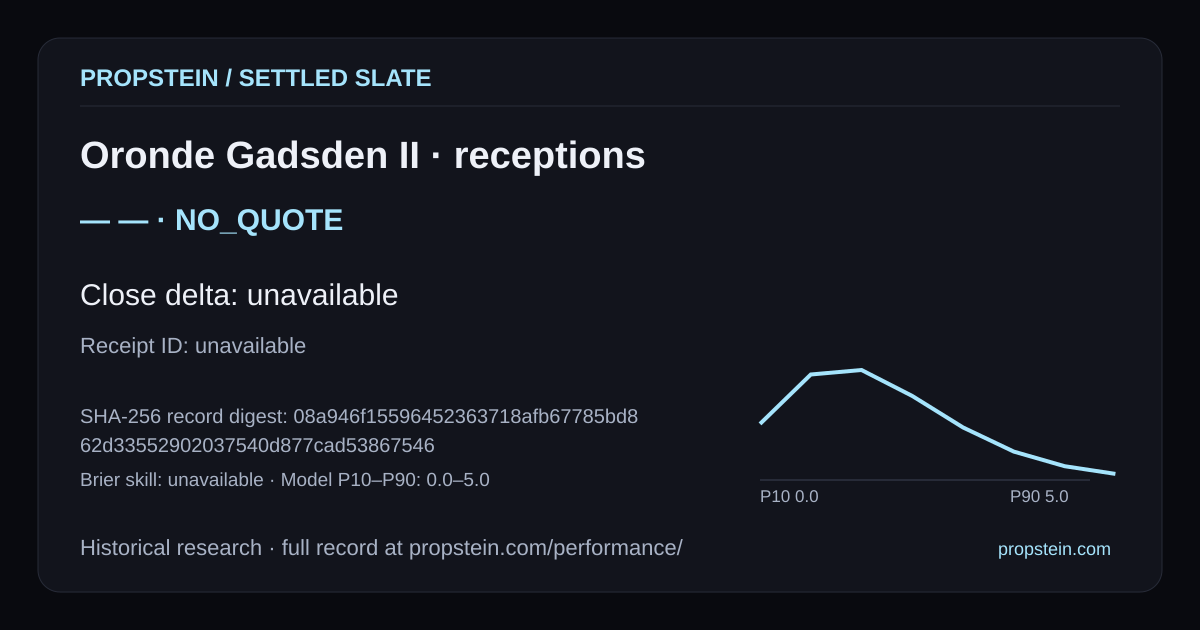 PROPSTEIN / SETTLED SLATE
Oronde Gadsden II · receptions
— — · NO_QUOTE
Close delta: unavailable
Receipt ID: unavailable
SHA-256 record digest: 08a946f15596452363718afb67785bd8
62d33552902037540d877cad53867546
Brier skill: unavailable · Model P10–P90: 0.0–5.0
P10 0.0
P90 5.0
Historical research · full record at propstein.com/performance/
propstein.com